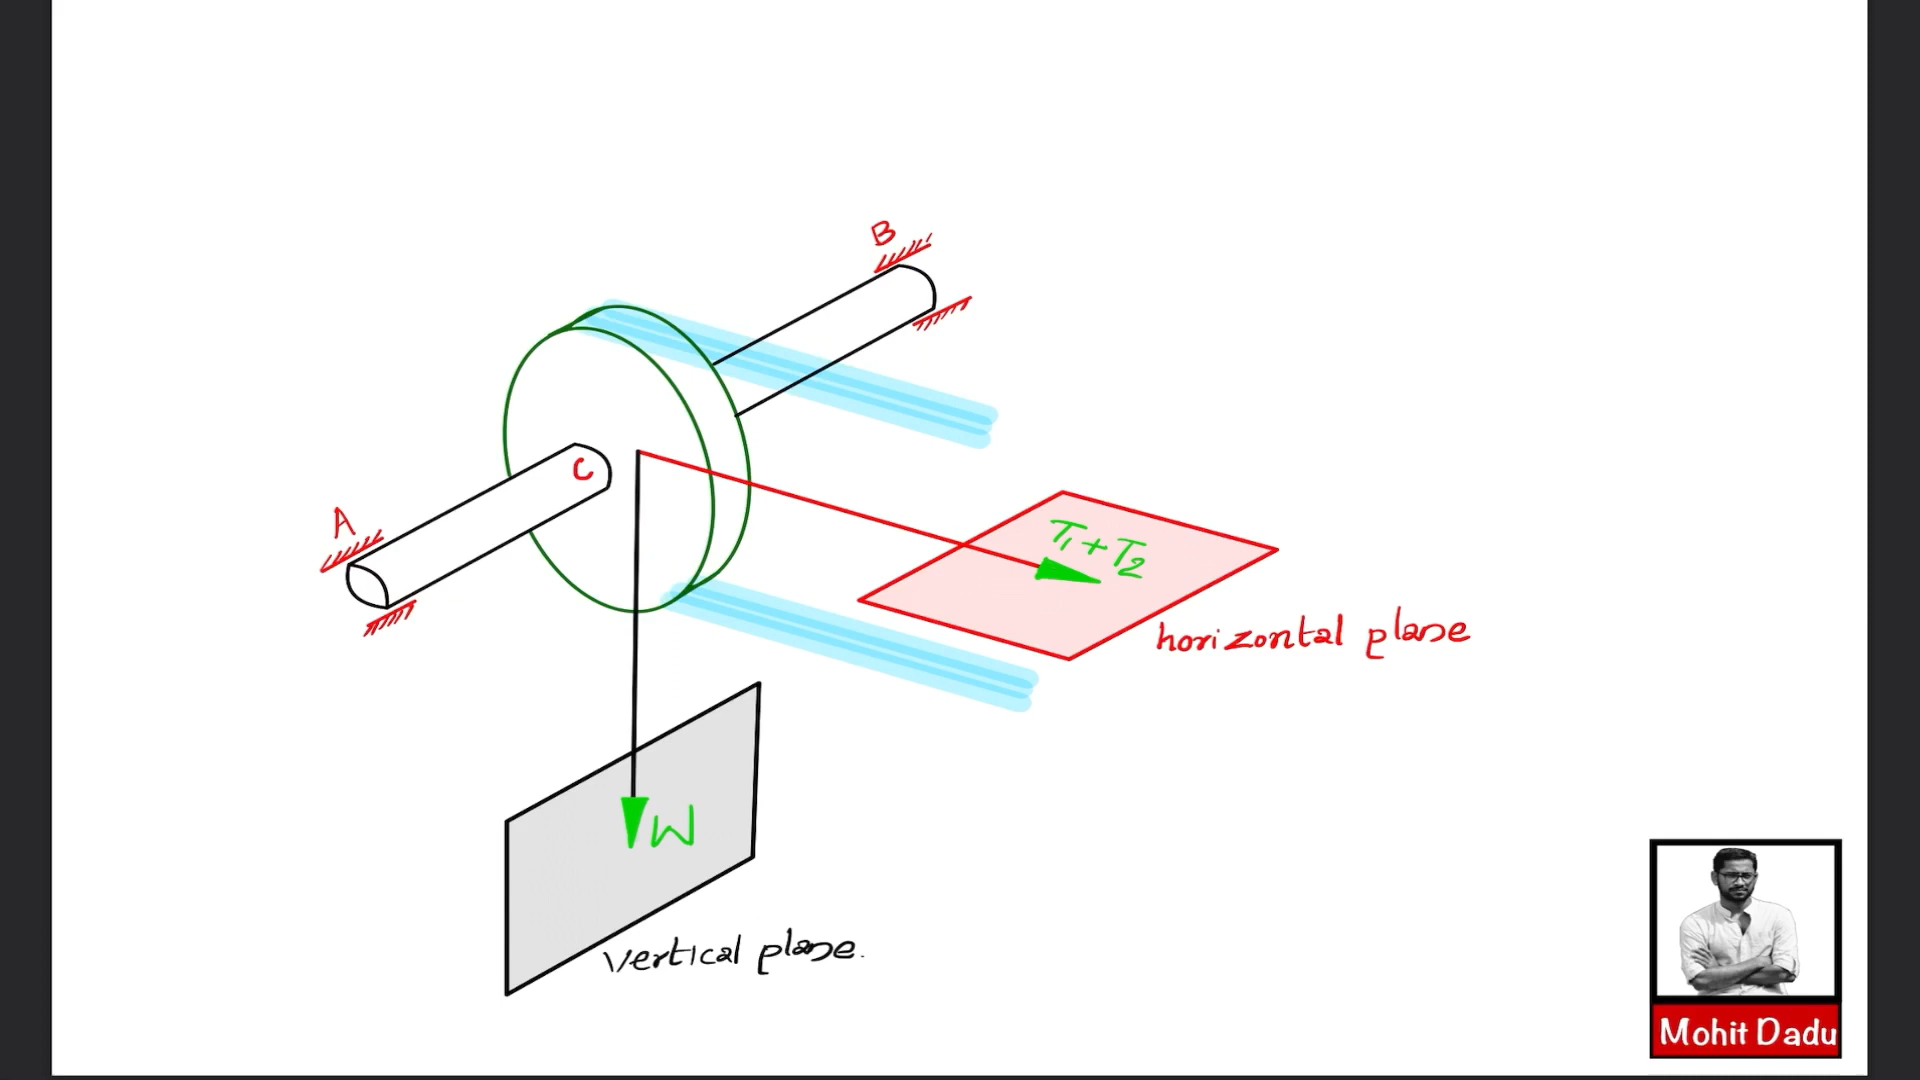 B
A
C
T₁ + T₂
horizontal plane
W
vertical plane.
Mohit Dadu